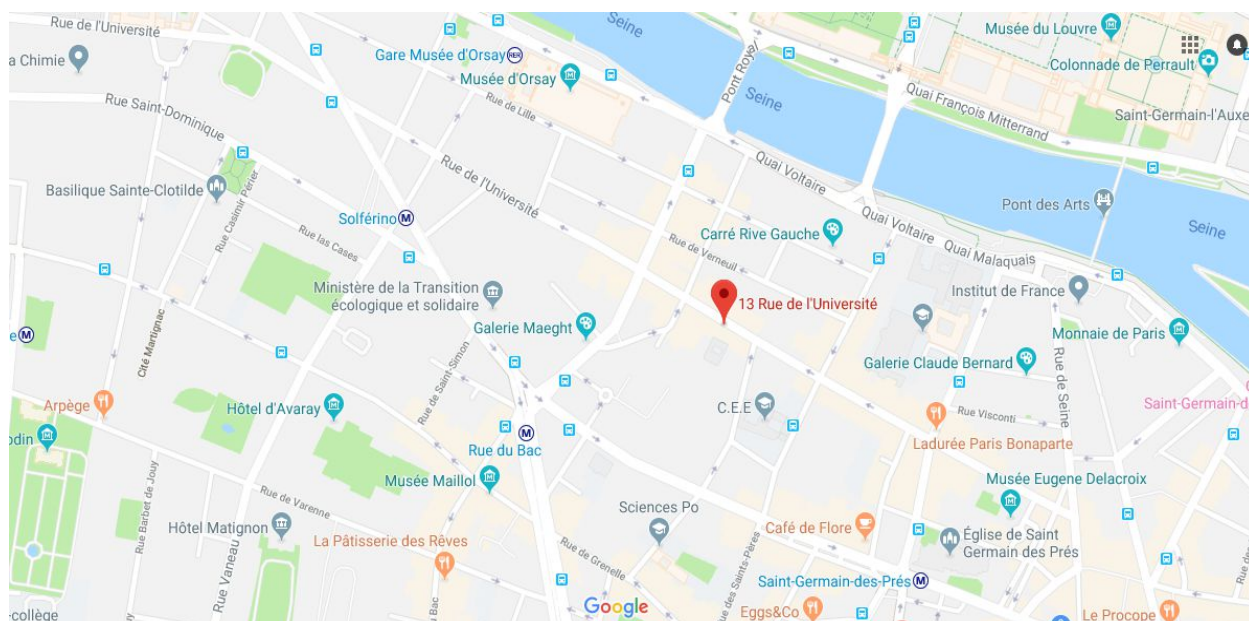 Rue de l'Université
Seine
Musée du Louvre
a Chimie
Gare Musée d'Orsay
RER
Musée d'Orsay
Pont Royal
Colonnade de Perrault
Rue Saint-Dominique
Rue de Lille
Seine
Quai François Mitterrand
Saint-Germain-l'Auxe
Rue de l'Université
Quai Voltaire
Basilique Sainte-Clotilde
Rue Casimir Périer
Solférino
M
Pont des Arts
Rue las Cases
Carré Rive Gauche
Quai Voltaire
Quai Malaquais
Seine
Rue de Verneuil
Ministère de la Transition
écologique et solidaire
13 Rue de l'Université
Institut de France
Galerie Maeght
Monnaie de Paris
e
M
Cité Martignac
Rue de Saint-Simon
Galerie Claude Bernard
Rue de Seine
Arpège
Hôtel d'Avaray
C.E.E
Rue Visconti
Saint-Germain-d
odin
M
Rue du Bac
Ladurée Paris Bonaparte
Musée Maillol
Musée Eugene Delacroix
Rue Barbet de Jouy
Rue de Varenne
Sciences Po
Hôtel Matignon
Café de Flore
Église de Saint
Germain des Prés
La Pâtisserie des Rêves
Rue de Grenelle
Rue Vaneau
Rue des Saints-Pères
Saint-Germain-des-Prés
M
-collège
Bac
Google
Eggs&Co
Le Procope
Rue de